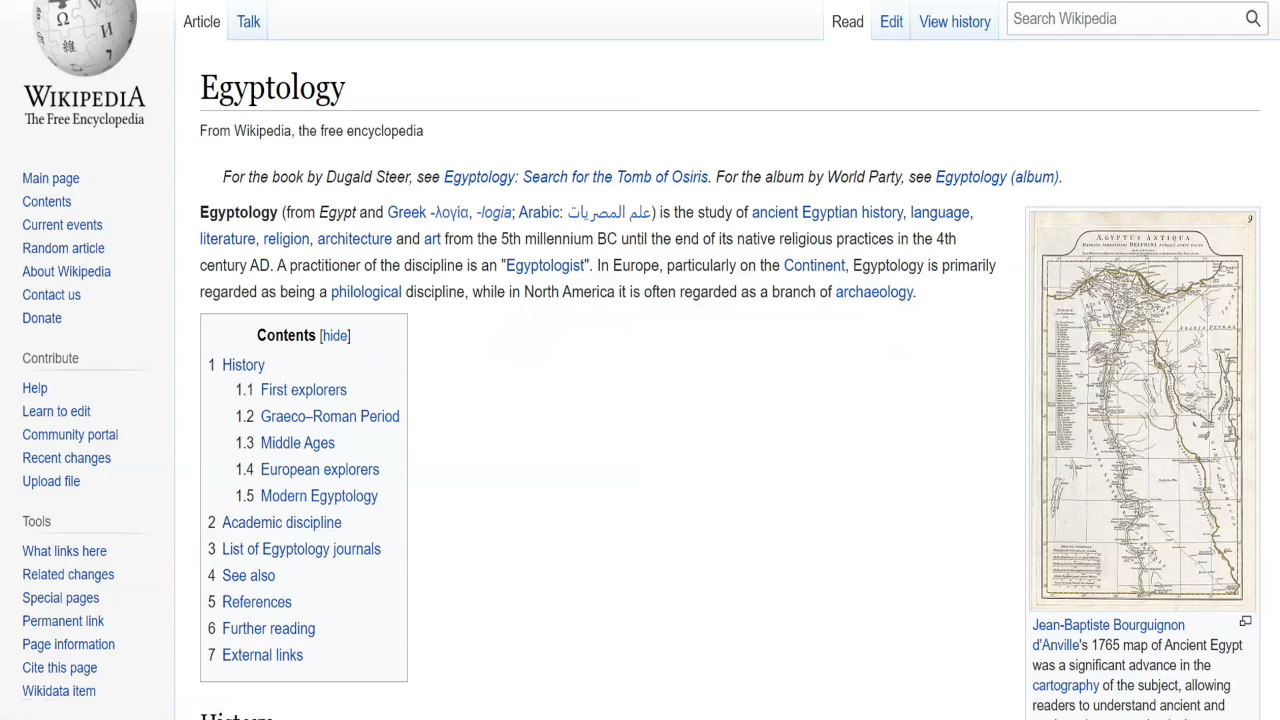 Article
Talk
Read
Edit
View history
Search Wikipedia
WIKIPEDIA
The Free Encyclopedia
Main page
Contents
Current events
Random article
About Wikipedia
Contact us
Donate
Contribute
Help
Learn to edit
Community portal
Recent changes
Upload file
Tools
What links here
Related changes
Special pages
Permanent link
Page information
Cite this page
Wikidata item
Egyptology
From Wikipedia, the free encyclopedia
For the book by Dugald Steer, see Egyptology: Search for the Tomb of Osiris. For the album by World Party, see Egyptology (album).
Egyptology (from Egypt and Greek -λογία, -logia; Arabic: علم المصريات) is the study of ancient Egyptian history, language,
literature, religion, architecture and art from the 5th millennium BC until the end of its native religious practices in the 4th
century AD. A practitioner of the discipline is an "Egyptologist". In Europe, particularly on the Continent, Egyptology is primarily
regarded as being a philological discipline, while in North America it is often regarded as a branch of archaeology.
Contents [hide]
1 History
1.1 First explorers
1.2 Graeco–Roman Period
1.3 Middle Ages
1.4 European explorers
1.5 Modern Egyptology
2 Academic discipline
3 List of Egyptology journals
4 See also
5 References
6 Further reading
7 External links
History
9
ÆGYPTUS ANTIQUA
Jean-Baptiste Bourguignon
d'Anville's 1765 map of Ancient Egypt
was a significant advance in the
cartography of the subject, allowing
readers to understand ancient and